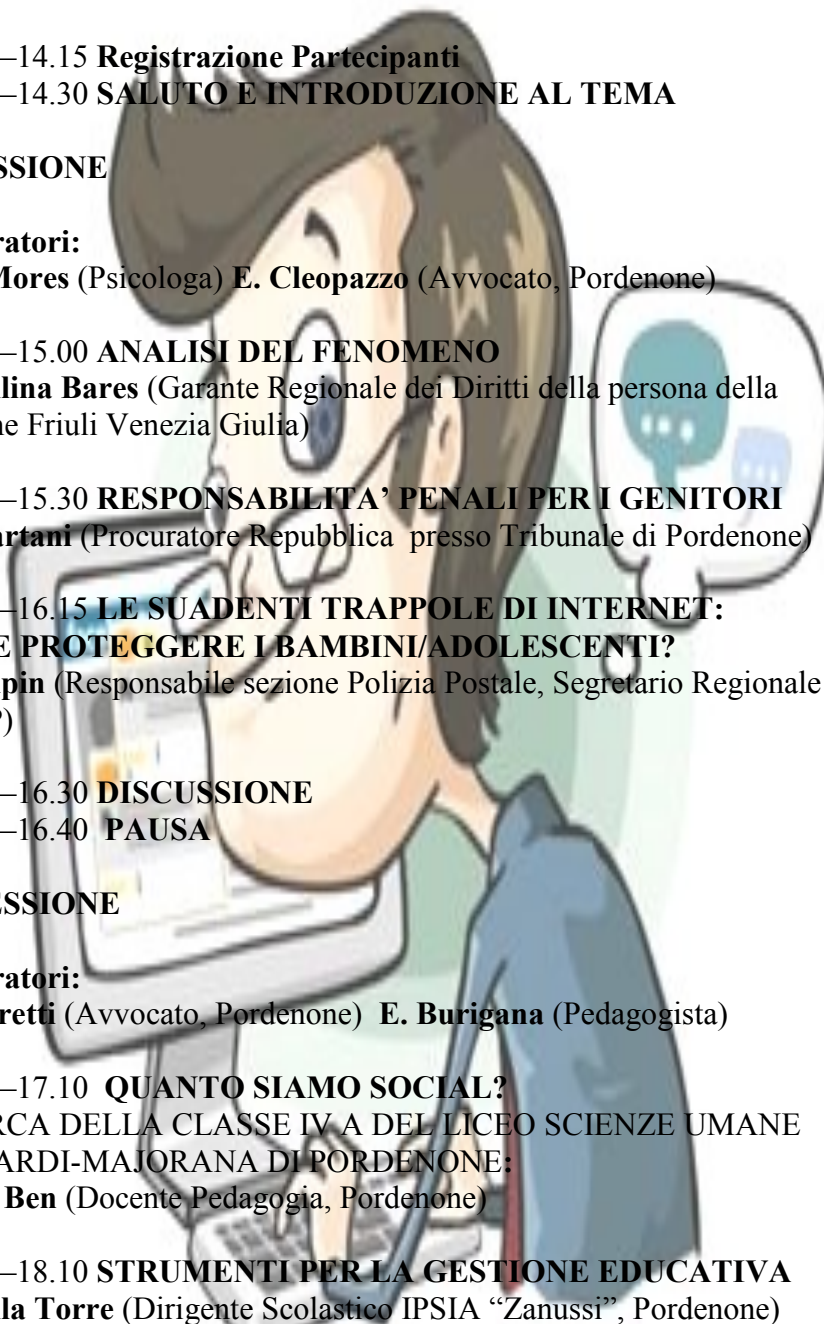 –14.15 Registrazione Partecipanti
–14.30 SALUTO E INTRODUZIONE AL TEMA
SSIONE
ratori:
Mores (Psicologa) E. Cleopazzo (Avvocato, Pordenone)
–15.00 ANALISI DEL FENOMENO
lina Bares (Garante Regionale dei Diritti della persona della
ne Friuli Venezia Giulia)
–15.30 RESPONSABILITA’ PENALI PER I GENITORI
artani (Procuratore Repubblica presso Tribunale di Pordenone)
–16.15 LE SUADENTI TRAPPOLE DI INTERNET:
E PROTEGGERE I BAMBINI/ADOLESCENTI?
pin (Responsabile sezione Polizia Postale, Segretario Regionale
)
–16.30 DISCUSSIONE
–16.40 PAUSA
ESSIONE
ratori:
retti (Avvocato, Pordenone) E. Burigana (Pedagogista)
–17.10 QUANTO SIAMO SOCIAL?
RCA DELLA CLASSE IV A DEL LICEO SCIENZE UMANE
ARDI-MAJORANA DI PORDENONE:
Ben (Docente Pedagogia, Pordenone)
–18.10 STRUMENTI PER LA GESTIONE EDUCATIVA
lla Torre (Dirigente Scolastico IPSIA “Zanussi”, Pordenone)